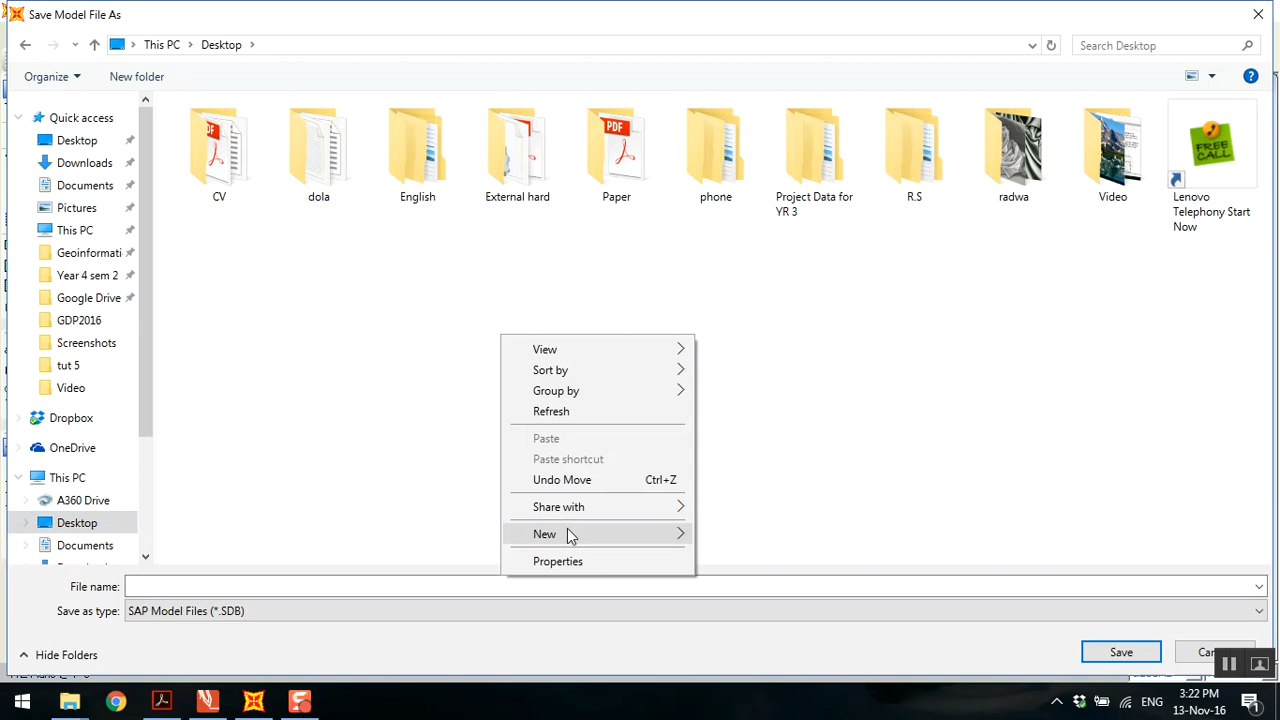 Save Model File As
This PC
Desktop
Search Desktop
Organize
New folder
Quick access
Desktop
Downloads
Documents
Pictures
This PC
Geoinformati
Year 4 sem 2
Google Drive
GDP2016
Screenshots
tut 5
Video
Dropbox
OneDrive
This PC
A360 Drive
Desktop
Documents
PDF
CV
dola
English
External hard
PDF
Paper
phone
Project Data for
YR 3
R.S
radwa
Video
FREE
CALL
Lenovo
Telephony Start
Now
View
Sort by
Group by
Refresh
Paste
Paste shortcut
Undo Move Ctrl+Z
Share with
New
Properties
File name:
Save as type: SAP Model Files (*.SDB)
Hide Folders
Save
ENG
3:22 PM
13-Nov-16